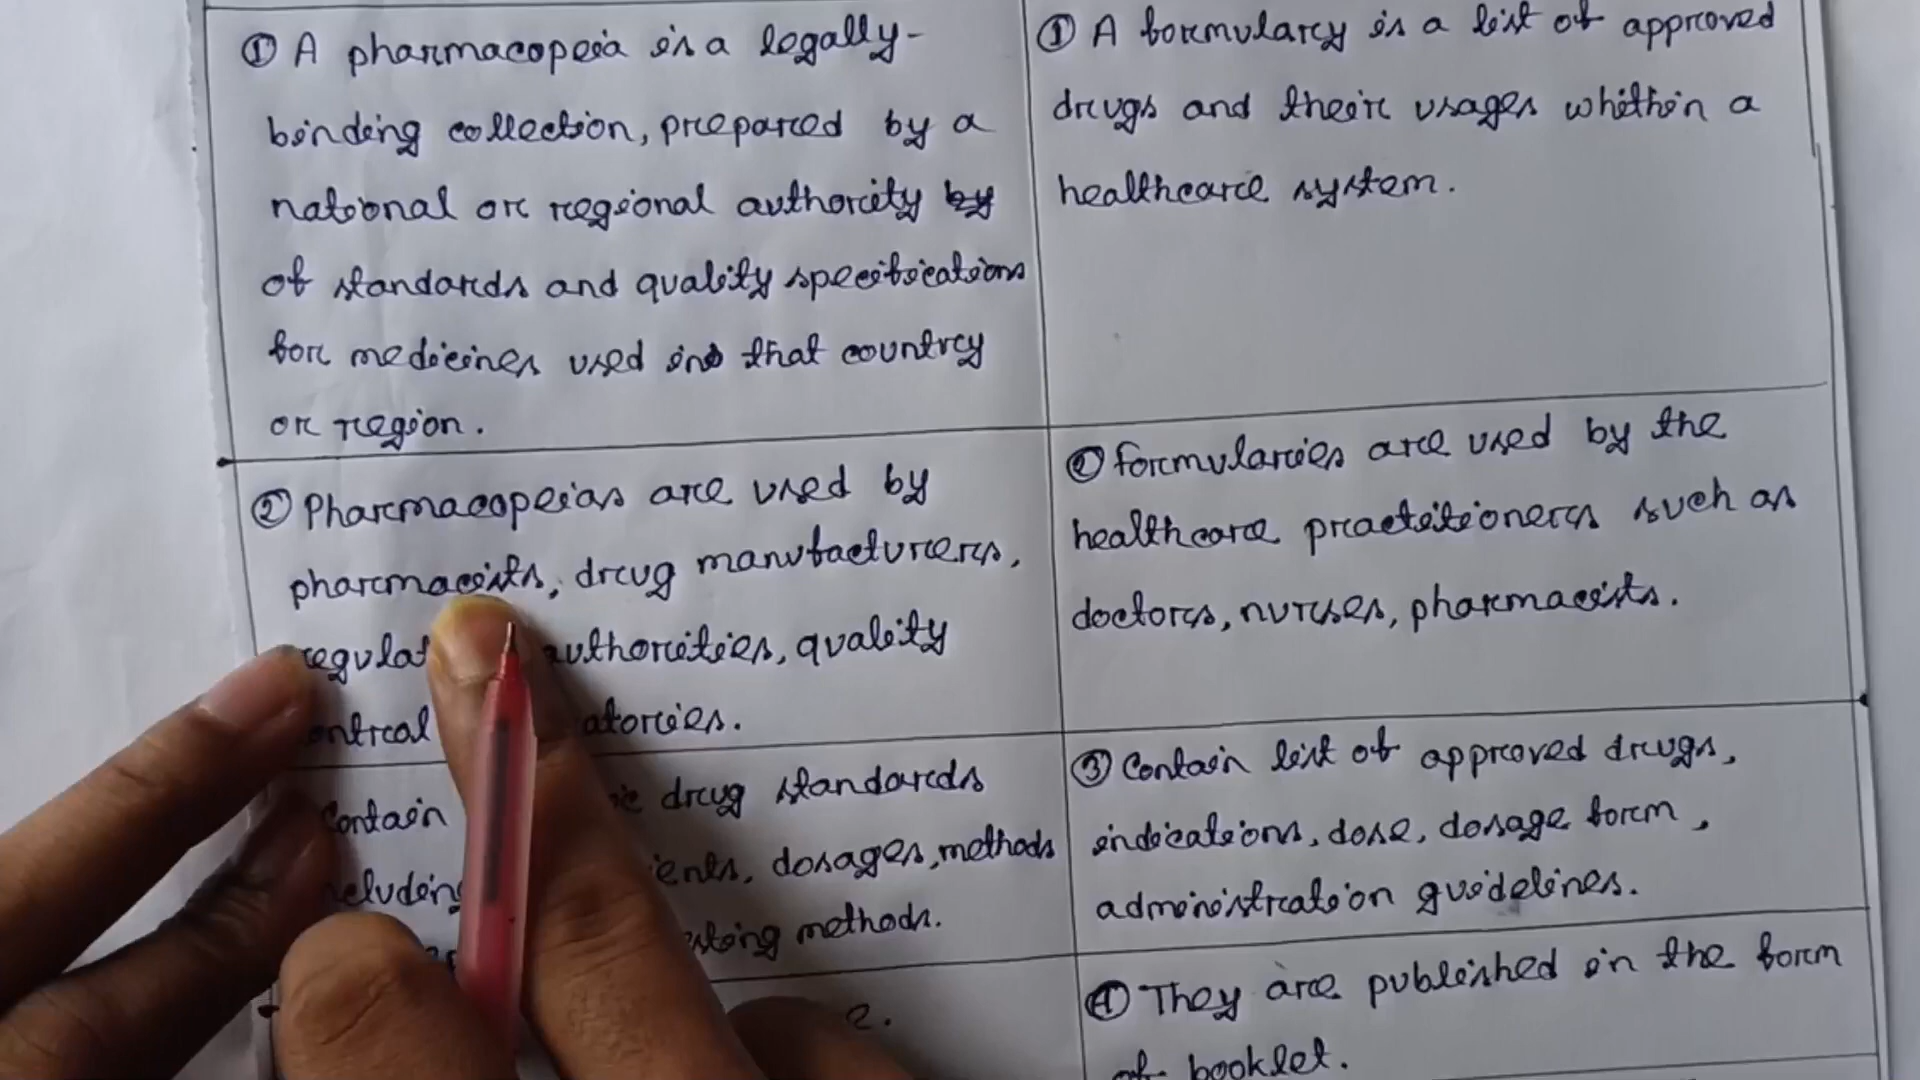 ① A pharmacopeia is a legally-
binding collection, prepared by a
national or regional authority by
of standards and quality specifications
for medicines used in that country
or region.
② Pharmacopeias are used by
pharmacists, drug manufacturers,
authorities, quality
Contain drug standards
dosages, methods
methods.
① A formulary is a list of approved
drugs and their usages whithin a
healthcare system.
② Formularies are used by the
healthcare practitioners such as
doctors, nurses, pharmacists.
③ Contain list of approved drugs,
indications, dose, dosage form,
administration guidelines.
④ They are published in the form
of booklet.